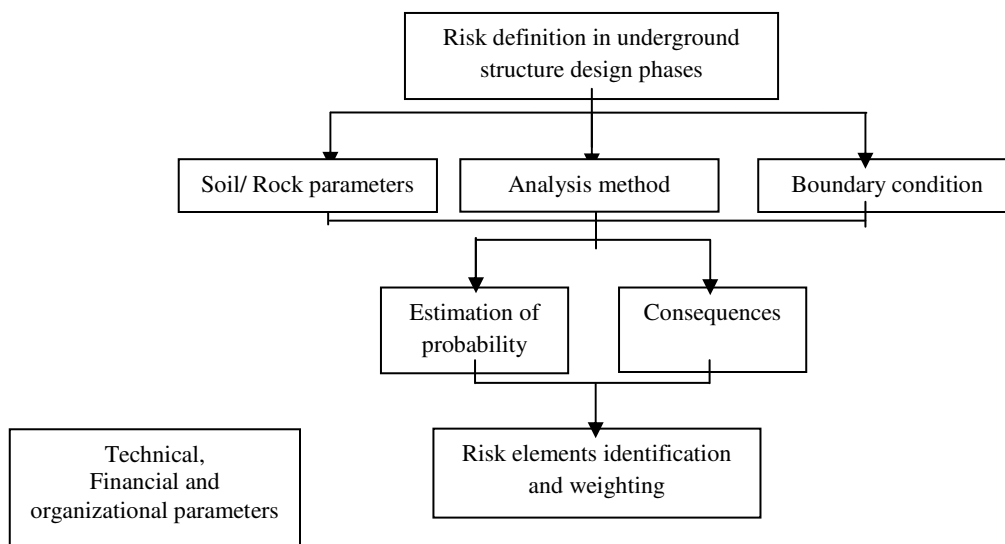 Risk definition in underground
structure design phases
Soil/ Rock parameters
Analysis method
Boundary condition
Estimation of
probability
Consequences
Technical,
Financial and
organizational parameters
Risk elements identification
and weighting